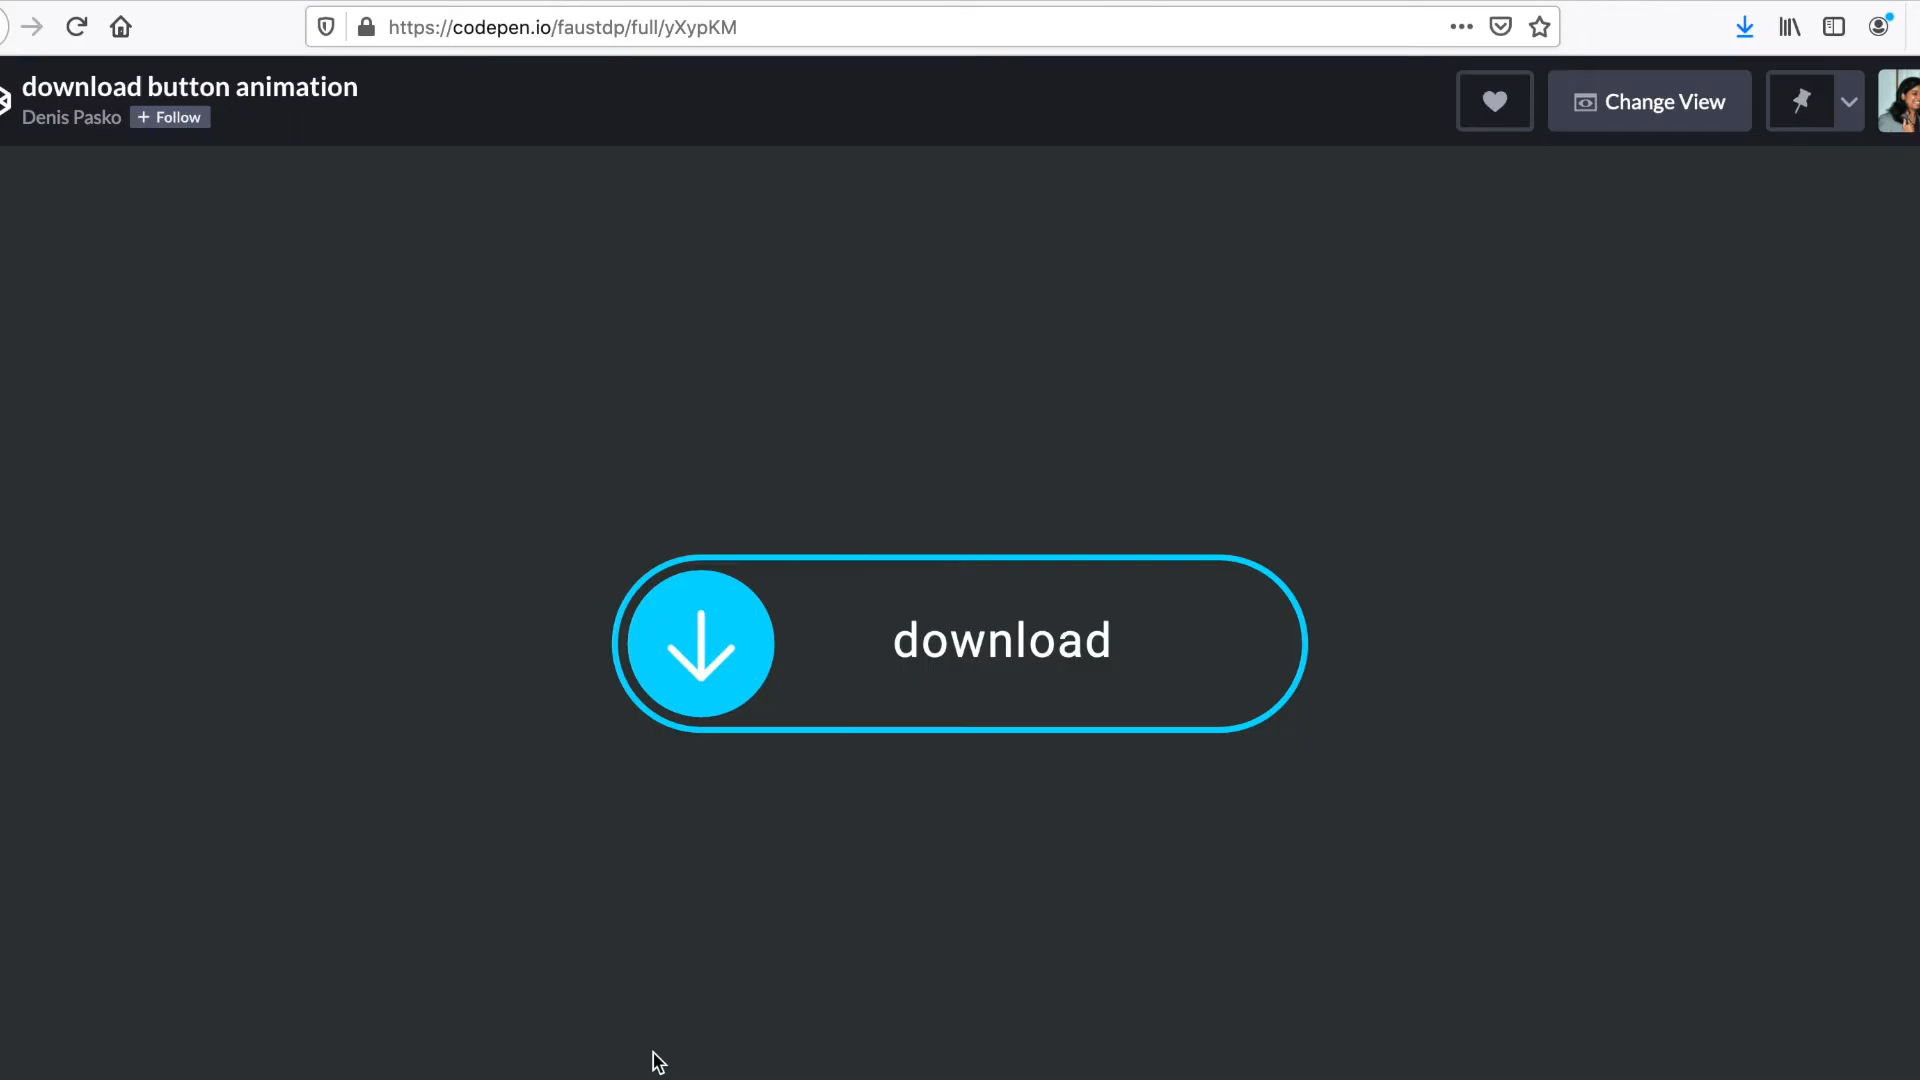 https://codepen.io/faustdp/full/yXypKM
download button animation
Denis Pasko + Follow
Change View
download